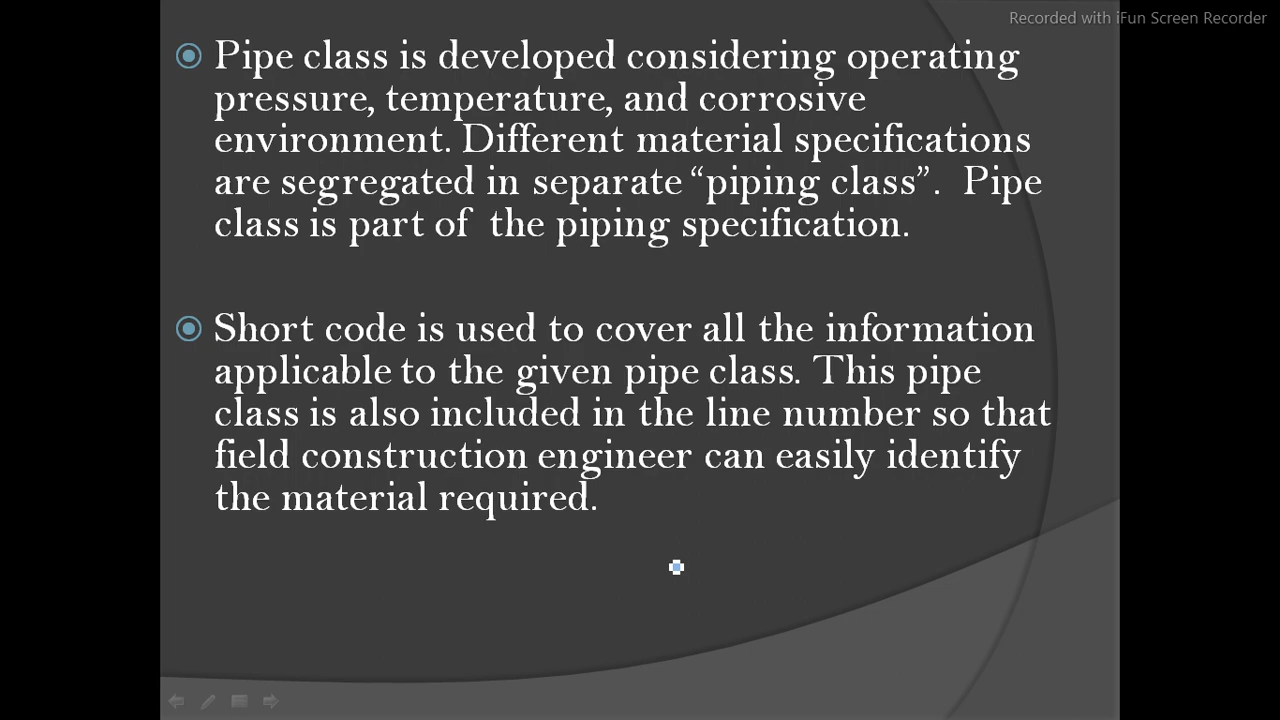 Recorded with iFun Screen Recorder
Pipe class is developed considering operating
pressure, temperature, and corrosive
environment. Different material specifications
are segregated in separate “piping class”.  Pipe
class is part of  the piping specification.
Short code is used to cover all the information
applicable to the given pipe class. This pipe
class is also included in the line number so that
field construction engineer can easily identify
the material required.